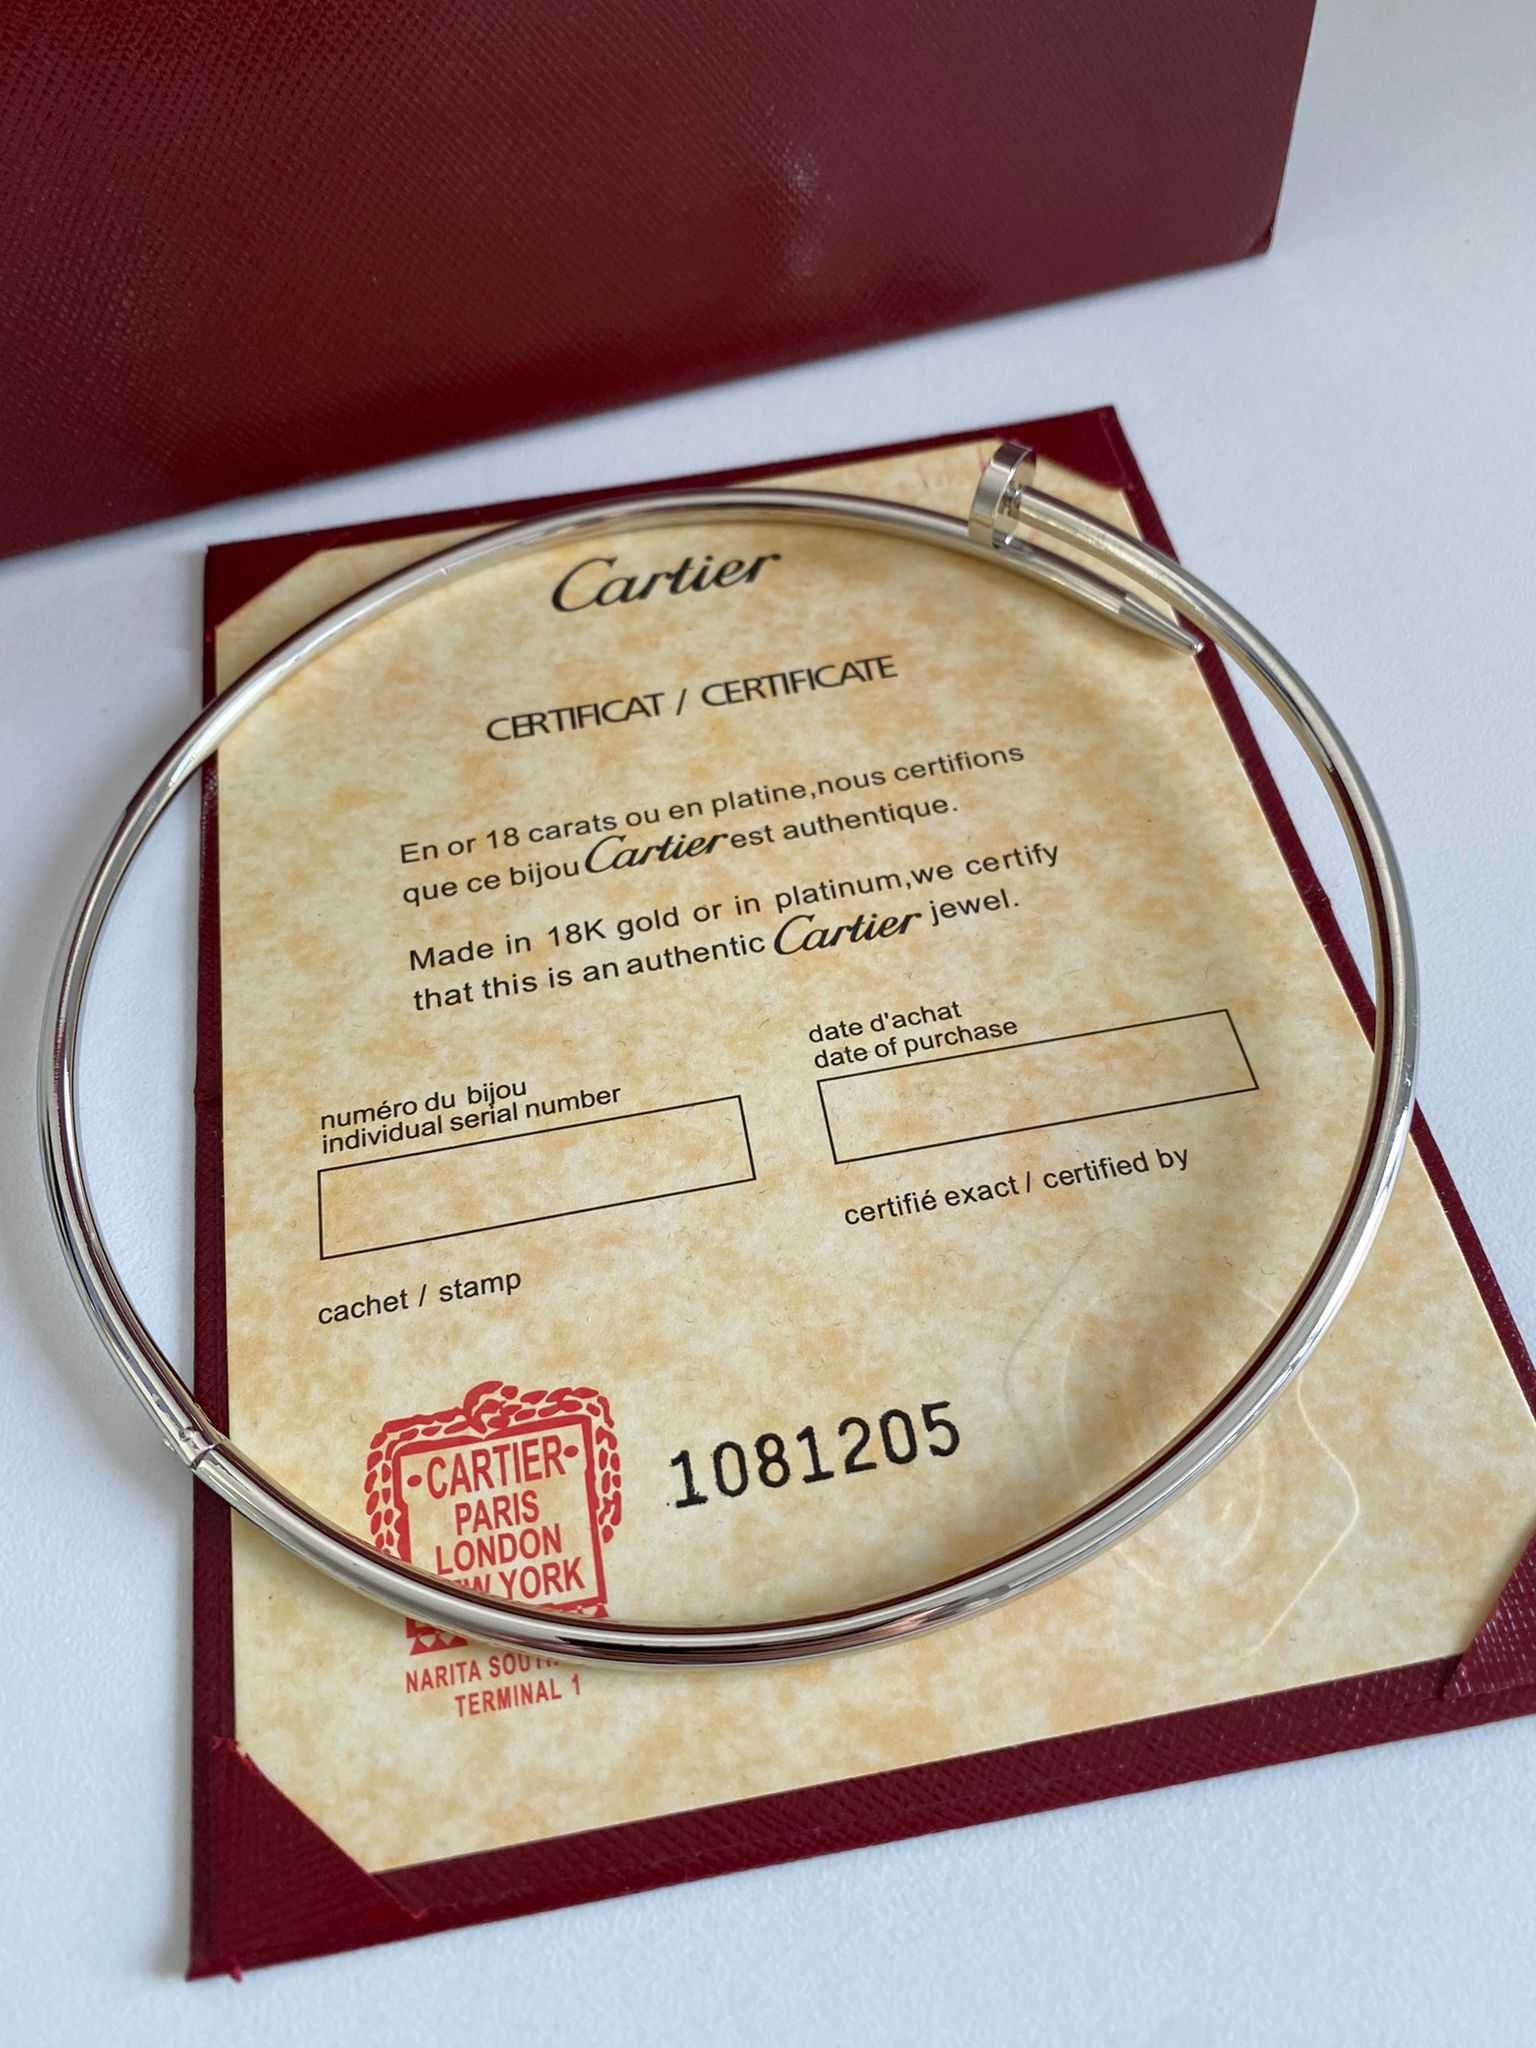 Cartier
CERTIFICAT / CERTIFICATE
En or 18 carats ou en platine,nous certifions
que ce bijou Cartier est authentique.
Made in 18K gold or in platinum,we certify
that this is an authentic Cartier jewel.
numéro du bijou
individual serial number
date d'achat
date of purchase
cachet / stamp
certifié exact / certified by
·CARTIER·
PARIS
LONDON
YORK
NARITA
TERMINAL 1
1081205